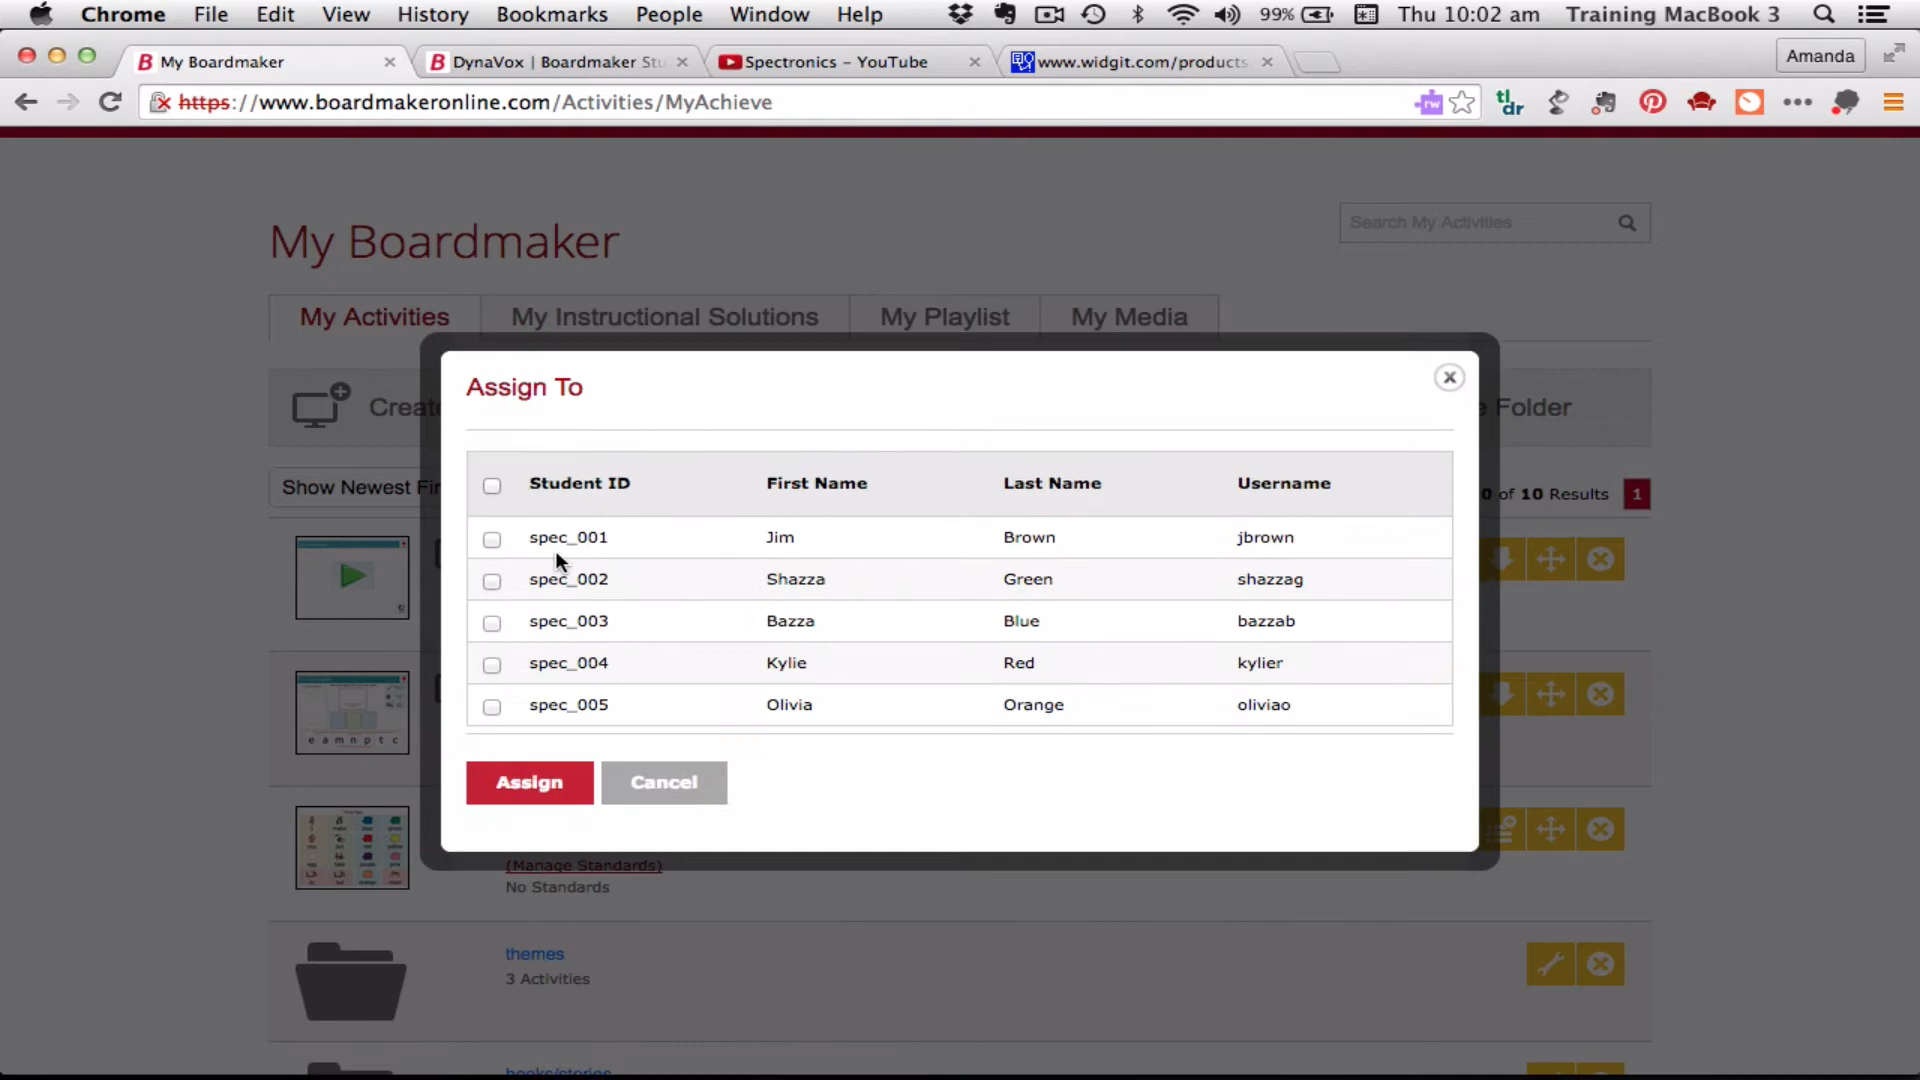 Chrome File Edit View History Bookmarks People Window Help 99% Thu 10:02 am Training MacBook 3
My Boardmaker DynaVox | Boardmaker Stu Spectronics – YouTube www.widgit.com/products Amanda
https://www.boardmakeronline.com/Activities/MyAchieve rw tl;dr
My Boardmaker
Search My Activities
My Activities My Instructional Solutions My Playlist My Media
Create Folder
Assign To
Show Newest Fir of 10 Results 1
Student ID First Name Last Name Username
spec_001 Jim Brown jbrown
spec_002 Shazza Green shazzag
spec_003 Bazza Blue bazzab
spec_004 Kylie Red kylier
spec_005 Olivia Orange oliviao
e a m n p t c
Assign Cancel
(Manage Standards)
No Standards
themes
3 Activities
books/stories